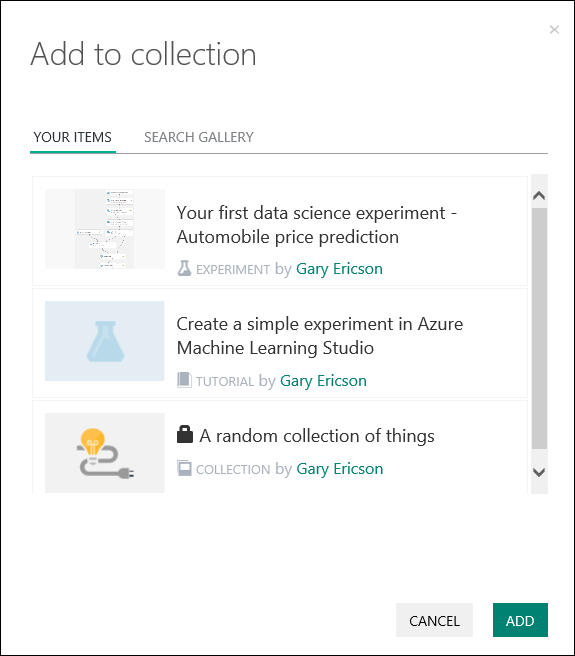 Add to collection
YOUR ITEMS SEARCH GALLERY
Your first data science experiment -
Automobile price prediction
EXPERIMENT by Gary Ericson
Create a simple experiment in Azure
Machine Learning Studio
TUTORIAL by Gary Ericson
A random collection of things
COLLECTION by Gary Ericson
CANCEL ADD